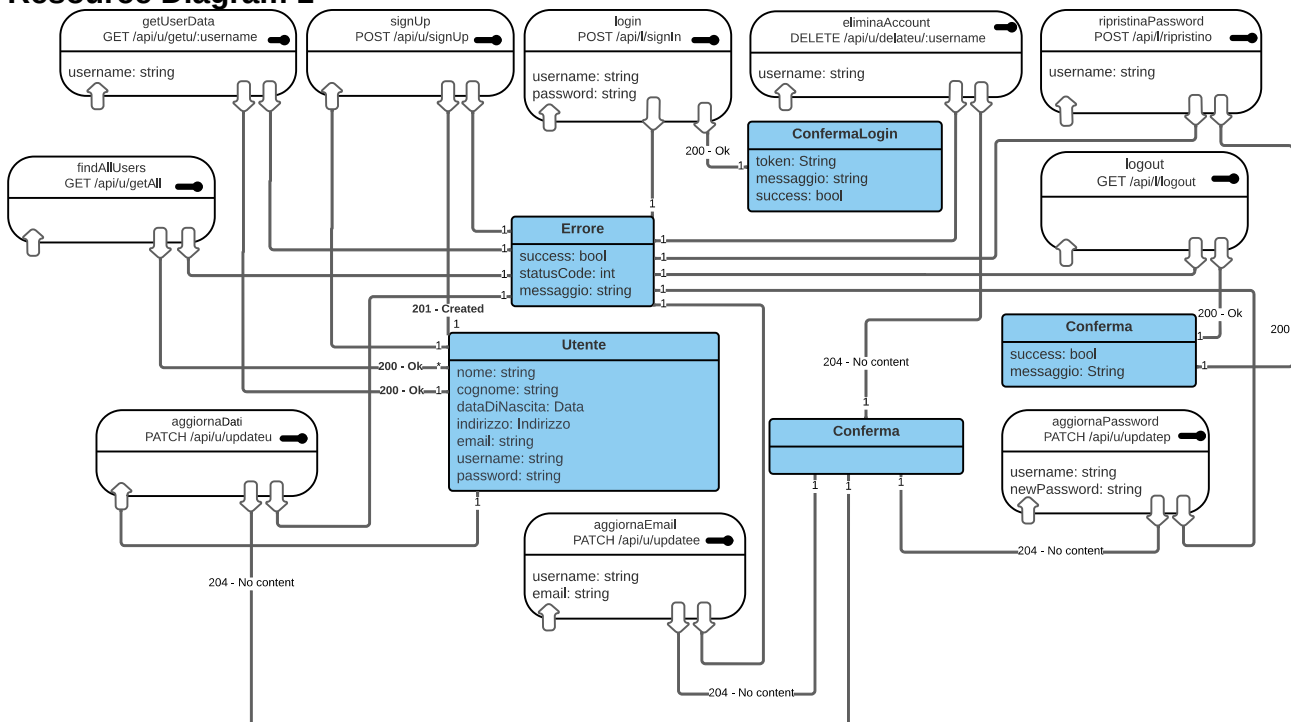 Resource Diagram 2
getUserData
GET /api/u/getu/:username
username: string
signUp
POST /api/u/signUp
login
POST /api/l/signIn
username: string
password: string
eliminaAccount
DELETE /api/u/delateu/:username
username: string
ripristinaPassword
POST /api/l/ripristino
username: string
200 - Ok
1
ConfermaLogin
token: String
messaggio: string
success: bool
findAllUsers
GET /api/u/getAll
logout
GET /api/l/logout
1
Errore
success: bool
statusCode: int
messaggio: string
1
1
1
1
1
1
1
1
1
201 - Created
1
Utente
nome: string
cognome: string
dataDiNascita: Data
indirizzo: Indirizzo
email: string
username: string
password: string
1
200 - Ok
*
200 - Ok
1
1
200 - Ok
200
Conferma
success: bool
messaggio: String
1
1
204 - No content
1
Conferma
1
1
1
aggiornaDati
PATCH /api/u/updateu
aggiornaPassword
PATCH /api/u/updatep
username: string
newPassword: string
aggiornaEmail
PATCH /api/u/updatee
username: string
email: string
204 - No content
204 - No content
204 - No content